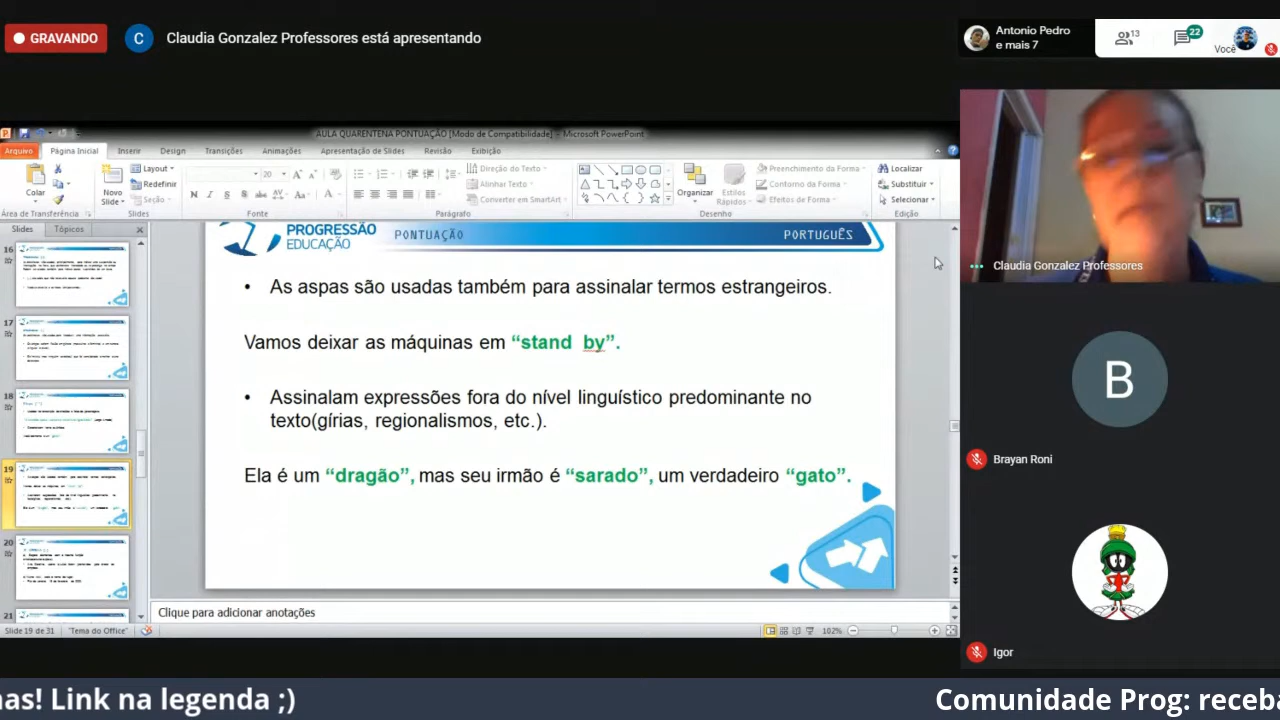 GRAVANDO
C
Claudia Gonzalez Professores está apresentando
Antonio Pedro
e mais 7
13
22
Você
AULA QUARENTENA PONTUAÇÃO [Modo de Compatibilidade] – Microsoft PowerPoint
Arquivo
Página Inicial
Inserir
Design
Transições
Animações
Apresentação de Slides
Revisão
Exibição
Colar
Novo
Slide
Layout
Redefinir
Seção
20
N I S
Direção do Texto
Alinhar Texto
Converter em SmartArt
Organizar
Estilos
Rápidos
Preenchimento da Forma
Contorno da Forma
Efeitos de Forma
Localizar
Substituir
Selecionar
Área de Transferência
Slides
Fonte
Parágrafo
Desenho
Edição
Slides
Tópicos
16
17
18
19
20
21
PROGRESSÃO
EDUCAÇÃO
PONTUAÇÃO
PORTUGUÊS
• As aspas são usadas também para assinalar termos estrangeiros.
Vamos deixar as máquinas em “stand by”.
• Assinalam expressões fora do nível linguístico predominante no
texto(gírias, regionalismos, etc.).
Ela é um “dragão”, mas seu irmão é “sarado”, um verdadeiro “gato”.
Clique para adicionar anotações
Slide 19 de 31
"Tema do Office"
102%
Claudia Gonzalez Professores
B
Brayan Roni
Igor
nas! Link na legenda ;)
Comunidade Prog: receba